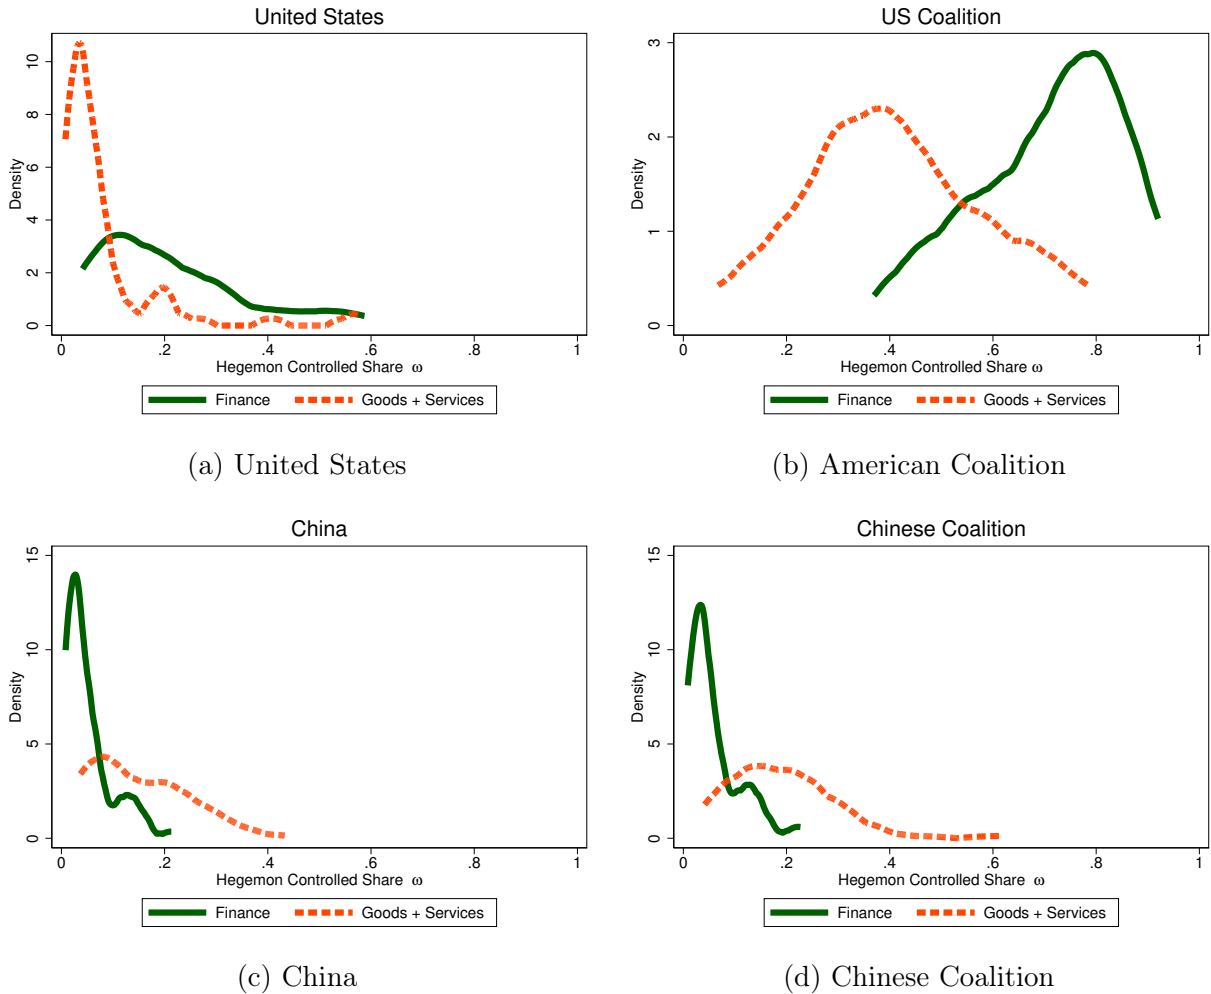 United States
Density
0 2 4 6 8 10
0 .2 .4 .6 .8 1
Hegemon Controlled Share ω
Finance Goods + Services
(a) United States
US Coalition
Density
0 1 2 3
0 .2 .4 .6 .8 1
Hegemon Controlled Share ω
Finance Goods + Services
(b) American Coalition
China
Density
0 5 10 15
0 .2 .4 .6 .8 1
Hegemon Controlled Share ω
Finance Goods + Services
(c) China
Chinese Coalition
Density
0 5 10 15
0 .2 .4 .6 .8 1
Hegemon Controlled Share ω
Finance Goods + Services
(d) Chinese Coalition